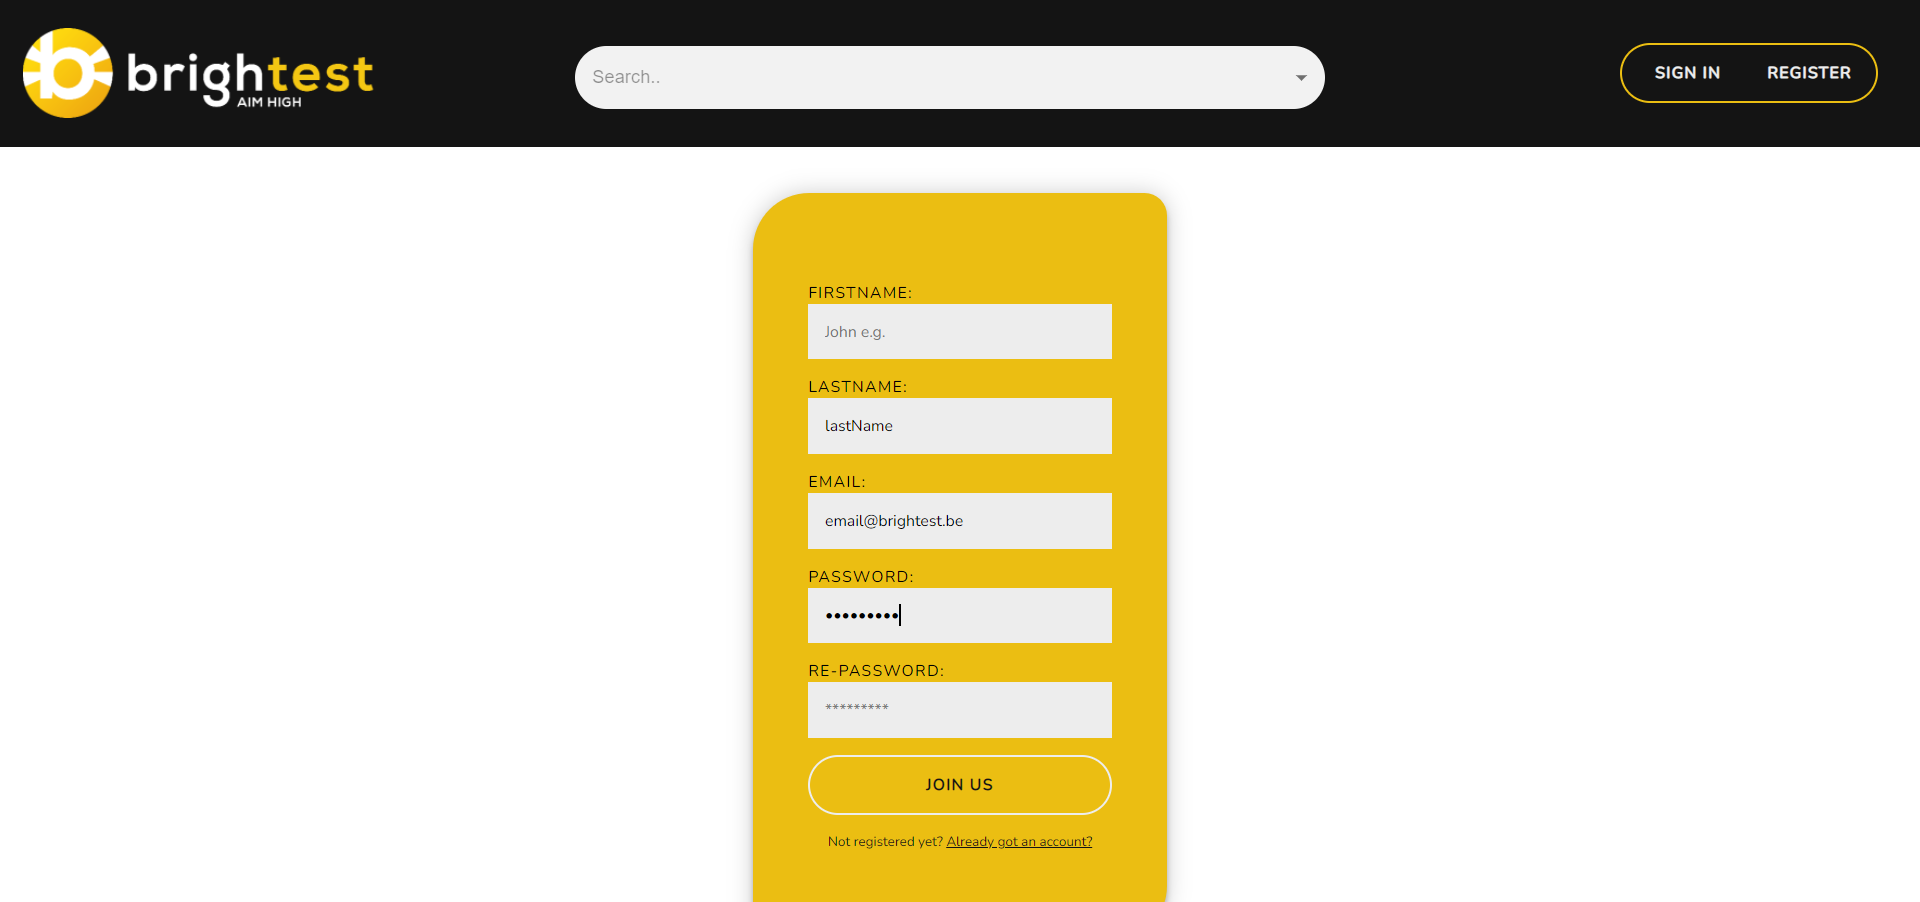 brightest
AIM HIGH
Search..
SIGN IN
REGISTER
FIRSTNAME:
John e.g.
LASTNAME:
lastName
EMAIL:
email@brightest.be
PASSWORD:
•••••••••
RE-PASSWORD:
*********
JOIN US
Not registered yet? Already got an account?